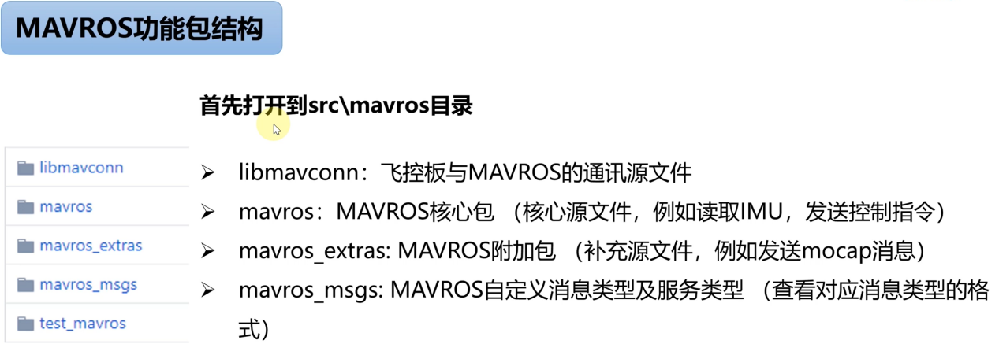 MAVROS功能包结构
首先打开到src\mavros目录
libmavconn
mavros
mavros_extras
mavros_msgs
test_mavros
➢ libmavconn：飞控板与MAVROS的通讯源文件
➢ mavros：MAVROS核心包 （核心源文件，例如读取IMU，发送控制指令）
➢ mavros_extras: MAVROS附加包 （补充源文件，例如发送mocap消息）
➢ mavros_msgs: MAVROS自定义消息类型及服务类型 （查看对应消息类型的格
式）